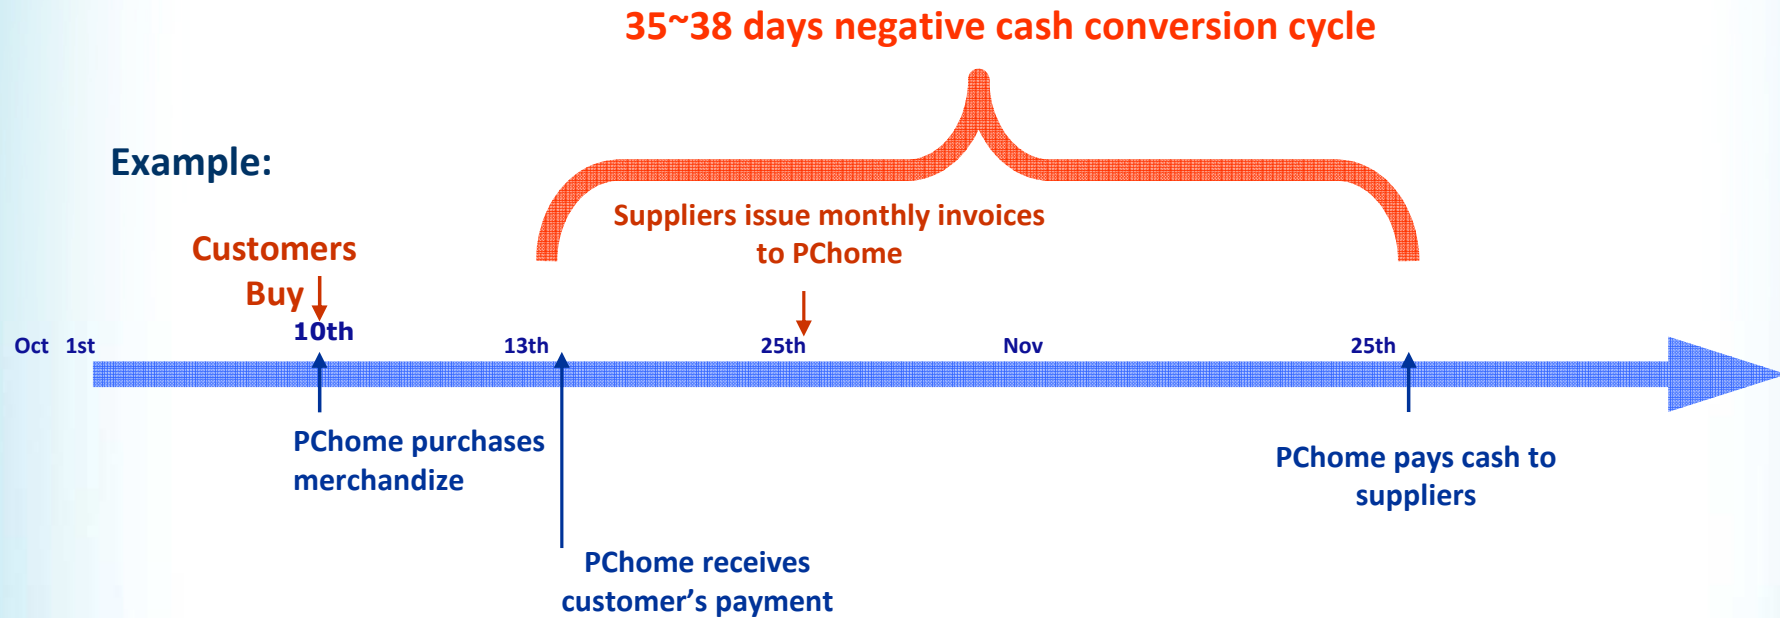 35~38 days negative cash conversion cycle
Example:
Customers
Buy
Suppliers issue monthly invoices
to PChome
Oct 1st
10th
13th
25th
Nov
25th
PChome purchases
merchandize
PChome receives
customer’s payment
PChome pays cash to
suppliers